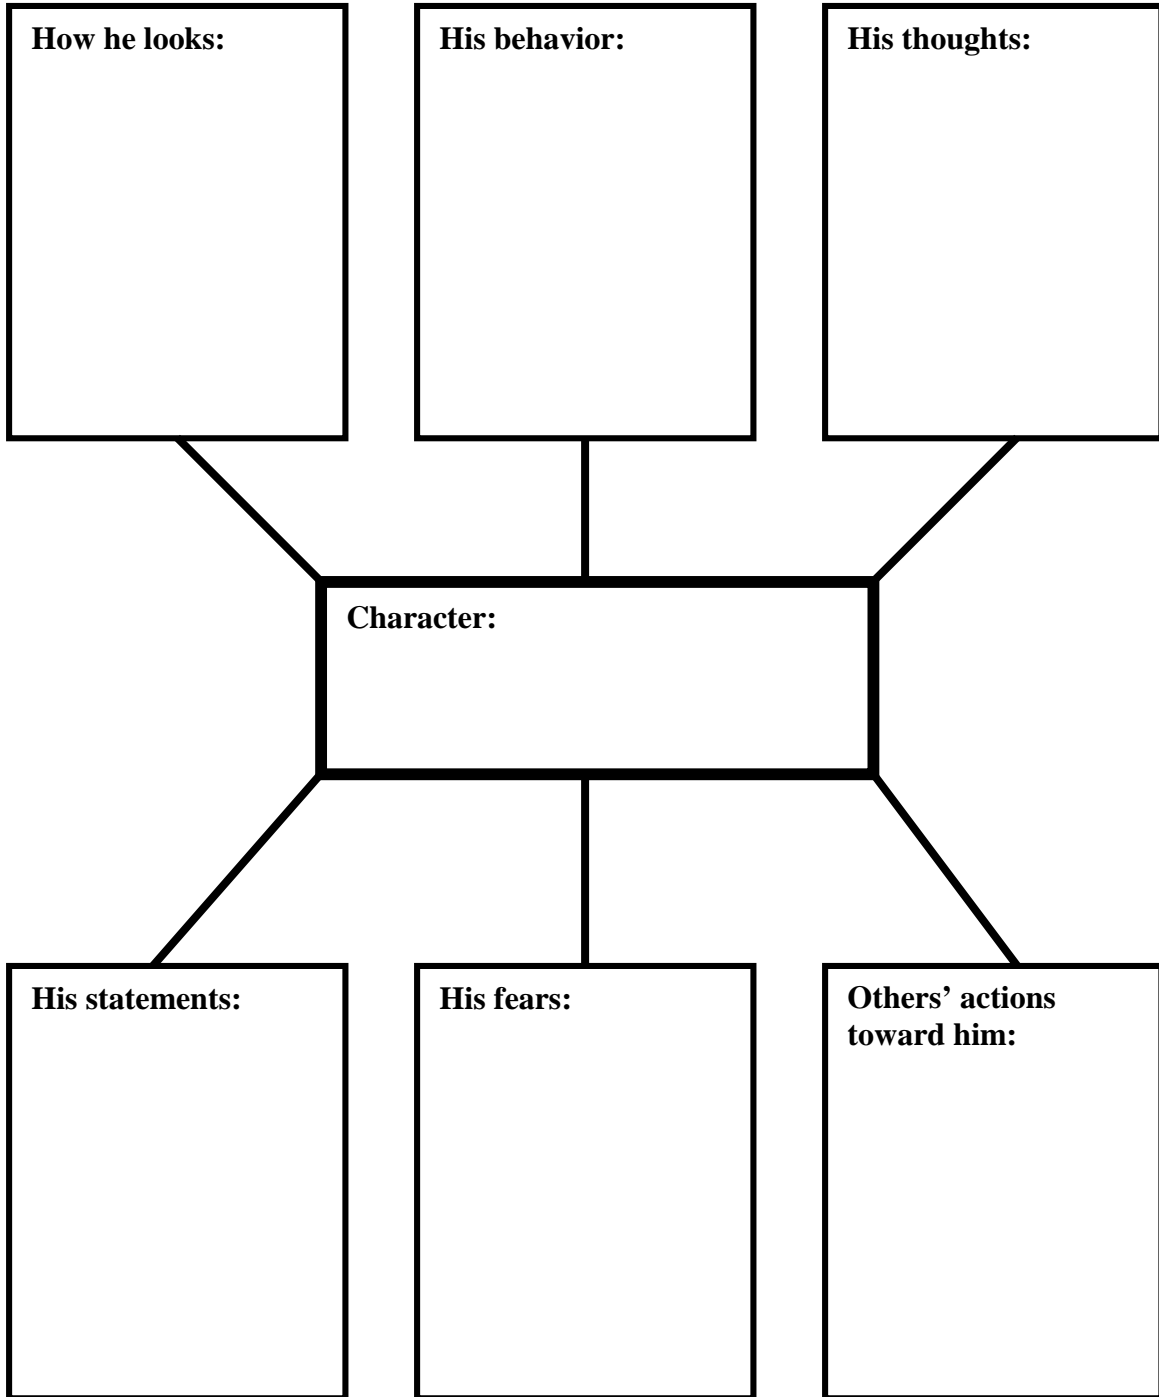 How he looks:
His behavior:
His thoughts:
Character:
His statements:
His fears:
Others’ actions
toward him: